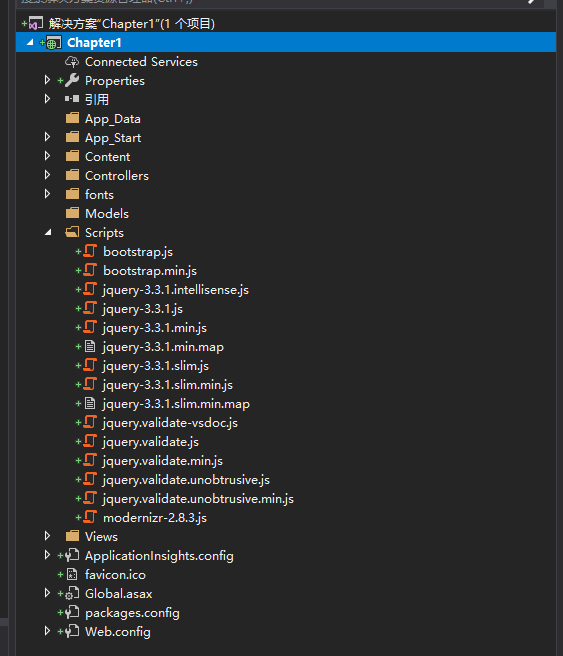 解决方案"Chapter1"(1 个项目)
Chapter1
Connected Services
Properties
引用
App_Data
App_Start
Content
Controllers
fonts
Models
Scripts
bootstrap.js
bootstrap.min.js
jquery-3.3.1.intellisense.js
jquery-3.3.1.js
jquery-3.3.1.min.js
jquery-3.3.1.min.map
jquery-3.3.1.slim.js
jquery-3.3.1.slim.min.js
jquery-3.3.1.slim.min.map
jquery.validate-vsdoc.js
jquery.validate.js
jquery.validate.min.js
jquery.validate.unobtrusive.js
jquery.validate.unobtrusive.min.js
modernizr-2.8.3.js
Views
ApplicationInsights.config
favicon.ico
Global.asax
packages.config
Web.config